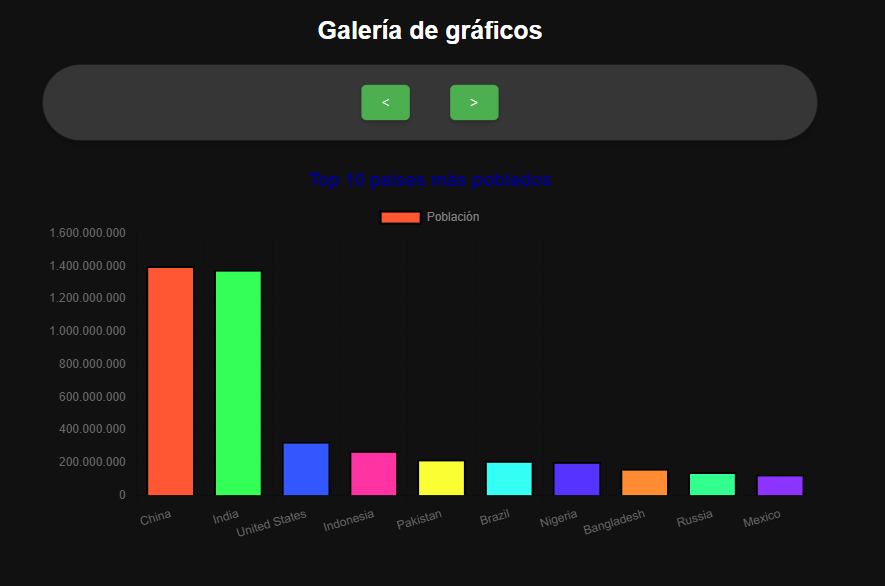 Galería de gráficos
< >
Top 10 países más poblados
Población
1.600.000.000
1.400.000.000
1.200.000.000
1.000.000.000
800.000.000
600.000.000
400.000.000
200.000.000
0
China India United States Indonesia Pakistan Brazil Nigeria Bangladesh Russia Mexico